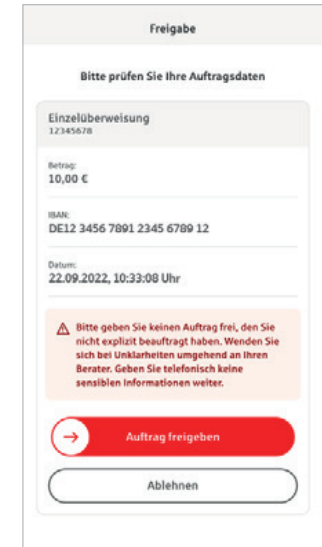 Freigabe
Bitte prüfen Sie Ihre Auftragsdaten
Einzelüberweisung
12345678
Betrag:
10,00 €
IBAN:
DE12 3456 7891 2345 6789 12
Datum:
22.09.2022, 10:33:08 Uhr
Bitte geben Sie keinen Auftrag frei, den Sie
nicht explizit beauftragt haben. Wenden Sie
sich bei Unklarheiten umgehend an Ihren
Berater. Geben Sie telefonisch keine
sensiblen Informationen weiter.
Auftrag freigeben
Ablehnen